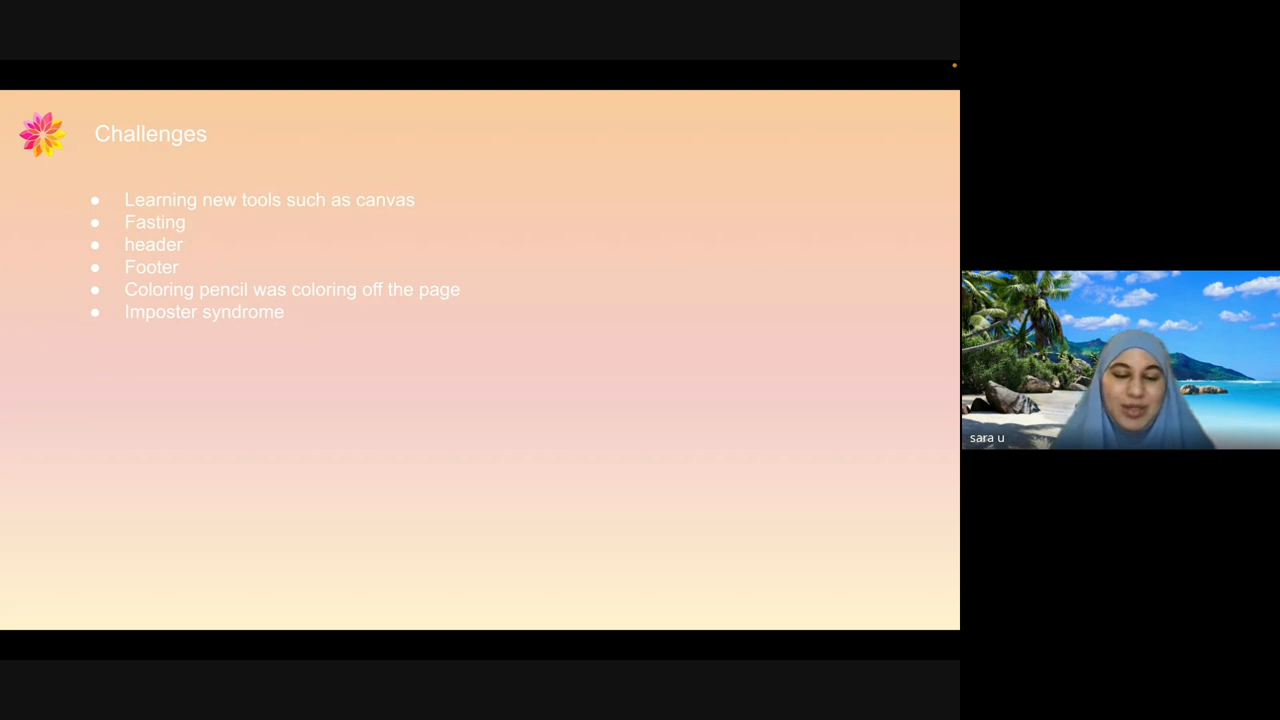 Challenges
● Learning new tools such as canvas
● Fasting
● header
● Footer
● Coloring pencil was coloring off the page
● Imposter syndrome
sara u